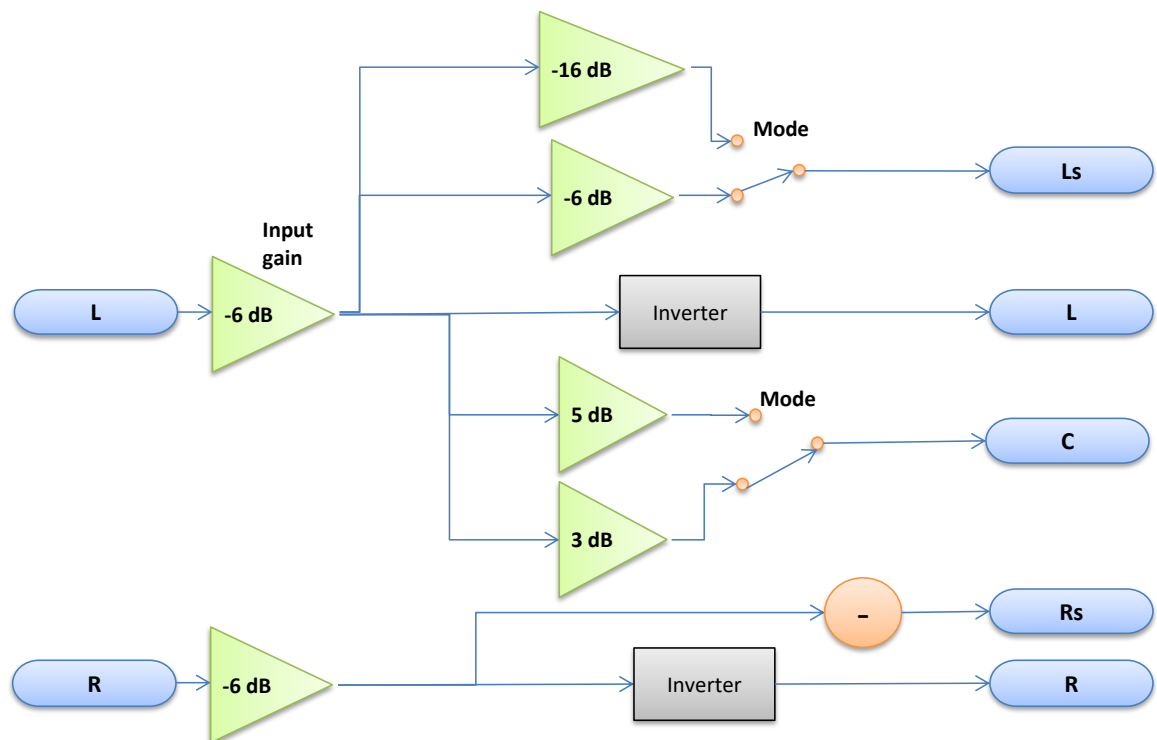 -16 dB
Mode
-6 dB
Ls
Input
gain
L
-6 dB
Inverter
L
5 dB
Mode
C
3 dB
–
Rs
R
-6 dB
Inverter
R